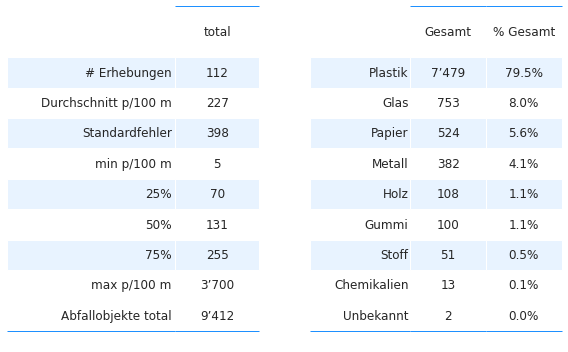 total
# Erhebungen 112
Durchschnitt p/100 m 227
Standardfehler 398
min p/100 m 5
25% 70
50% 131
75% 255
max p/100 m 3’700
Abfallobjekte total 9’412
Gesamt % Gesamt
Plastik 7’479 79.5%
Glas 753 8.0%
Papier 524 5.6%
Metall 382 4.1%
Holz 108 1.1%
Gummi 100 1.1%
Stoff 51 0.5%
Chemikalien 13 0.1%
Unbekannt 2 0.0%